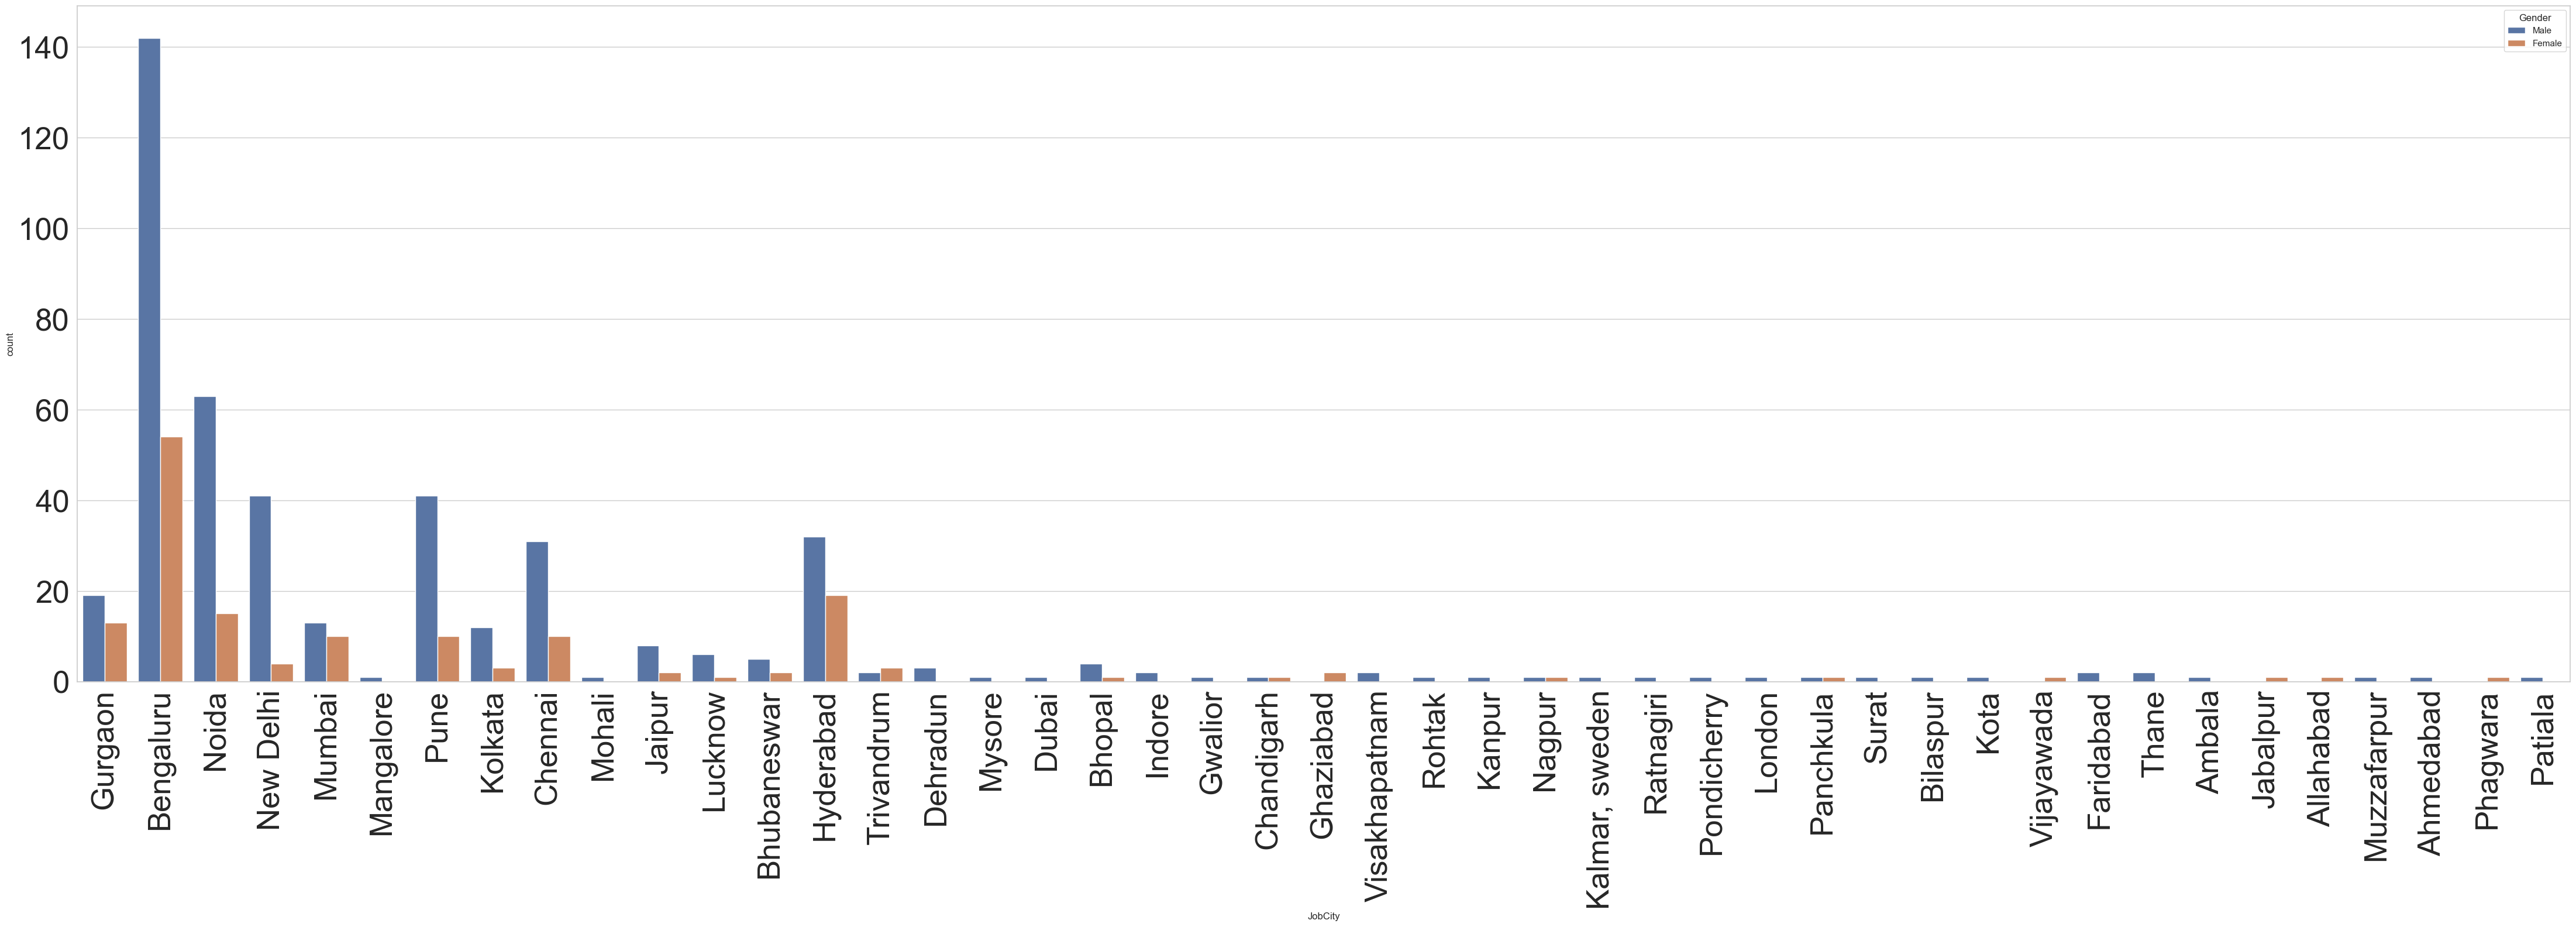 140
120
100
80
60
40
20
0
count
Gender
Male
Female
Gurgaon
Bengaluru
Noida
New Delhi
Mumbai
Mangalore
Pune
Kolkata
Chennai
Mohali
Jaipur
Lucknow
Bhubaneswar
Hyderabad
Trivandrum
Dehradun
Mysore
Dubai
Bhopal
Indore
Gwalior
Chandigarh
Ghaziabad
Visakhapatnam
Rohtak
Kanpur
Nagpur
Kalmar, sweden
Ratnagiri
Pondicherry
London
Panchkula
Surat
Bilaspur
Kota
Vijayawada
Faridabad
Thane
Ambala
Jabalpur
Allahabad
Muzzafarpur
Ahmedabad
Phagwara
Patiala
JobCity